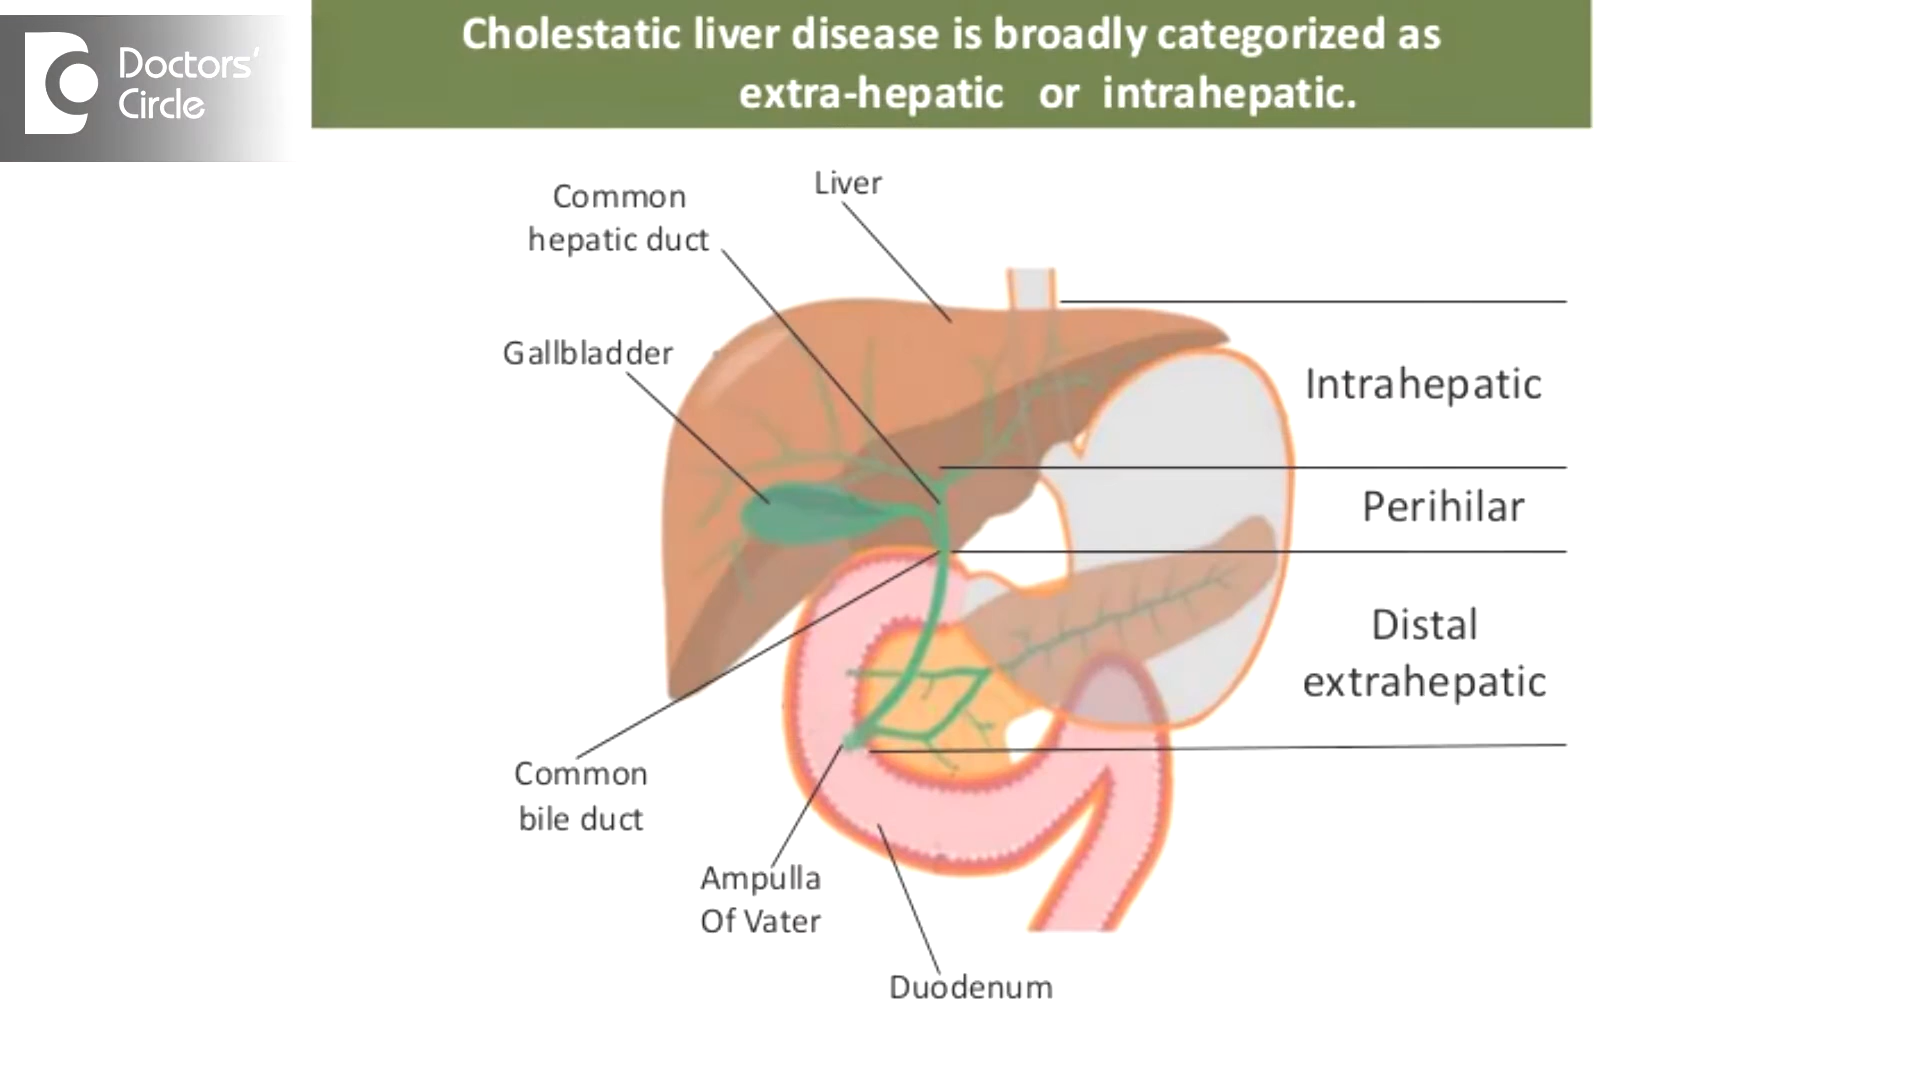 Doctors'
Circle
Cholestatic liver disease is broadly categorized as
extra-hepatic or intrahepatic.
Liver
Common
hepatic duct
Gallbladder
Intrahepatic
Perihilar
Distal
extrahepatic
Common
bile duct
Ampulla
Of Vater
Duodenum